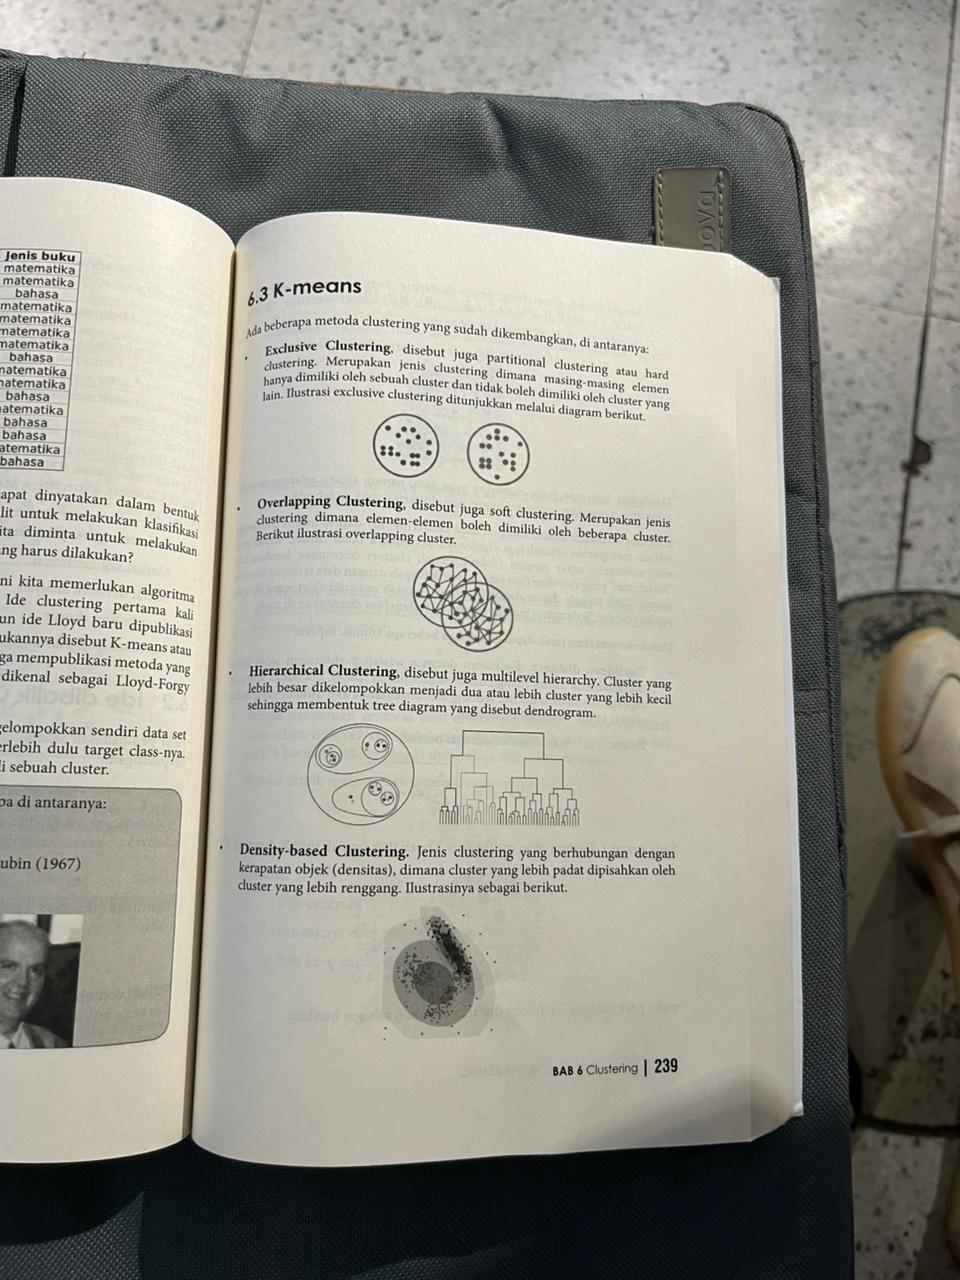 Jenis buku
matematika
matematika
bahasa
matematika
matematika
matematika
matematika
bahasa
matematika
matematika
bahasa
matematika
bahasa
bahasa
matematika
bahasa
apat dinyatakan dalam bentuk
lit untuk melakukan klasifikasi
ita diminta untuk melakukan
ng harus dilakukan?
ni kita memerlukan algoritma
Ide clustering pertama kali
un ide Lloyd baru dipublikasi
ukannya disebut K-means atau
ga mempublikasi metoda yang
dikenal sebagai Lloyd-Forgy
gelompokkan sendiri data set
erlebih dulu target class-nya.
li sebuah cluster.
pa di antaranya:
ubin (1967)
6.3 K-means
Ada beberapa metoda clustering yang sudah dikembangkan, di antaranya:
• Exclusive Clustering, disebut juga partitional clustering atau hard
clustering. Merupakan jenis clustering dimana masing-masing elemen
hanya dimiliki oleh sebuah cluster dan tidak boleh dimiliki oleh cluster yang
lain. Ilustrasi exclusive clustering ditunjukkan melalui diagram berikut.
• Overlapping Clustering, disebut juga soft clustering. Merupakan jenis
clustering dimana elemen-elemen boleh dimiliki oleh beberapa cluster.
Berikut ilustrasi overlapping cluster.
• Hierarchical Clustering, disebut juga multilevel hierarchy. Cluster yang
lebih besar dikelompokkan menjadi dua atau lebih cluster yang lebih kecil
sehingga membentuk tree diagram yang disebut dendrogram.
• Density-based Clustering. Jenis clustering yang berhubungan dengan
kerapatan objek (densitas), dimana cluster yang lebih padat dipisahkan oleh
cluster yang lebih renggang. Ilustrasinya sebagai berikut.
BAB 6 Clustering | 239